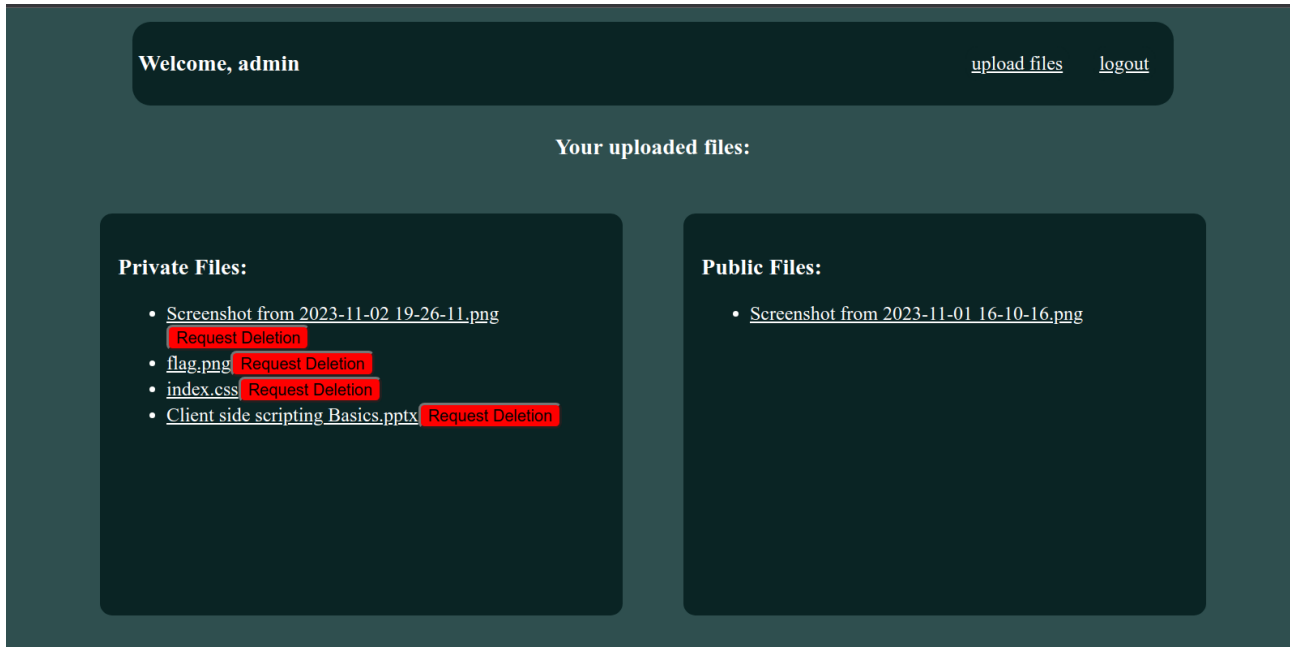 Welcome, admin
upload files
logout
Your uploaded files:
Private Files:
Screenshot from 2023-11-02 19-26-11.png
Request Deletion
flag.png Request Deletion
index.css Request Deletion
Client side scripting Basics.pptx Request Deletion
Public Files:
Screenshot from 2023-11-01 16-10-16.png